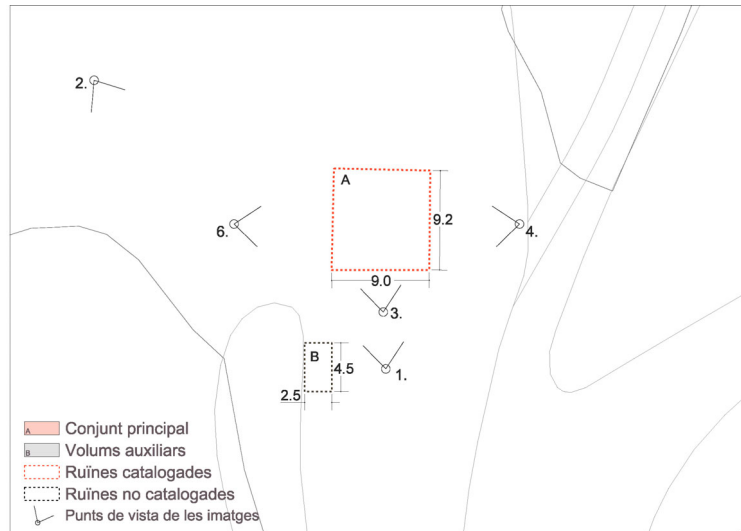 2.
A
9.2
6.
4.
9.0
3.
B
4.5
1.
2.5
A Conjunt principal
B Volums auxiliars
Ruïnes catalogades
Ruïnes no catalogades
Punts de vista de les imatges